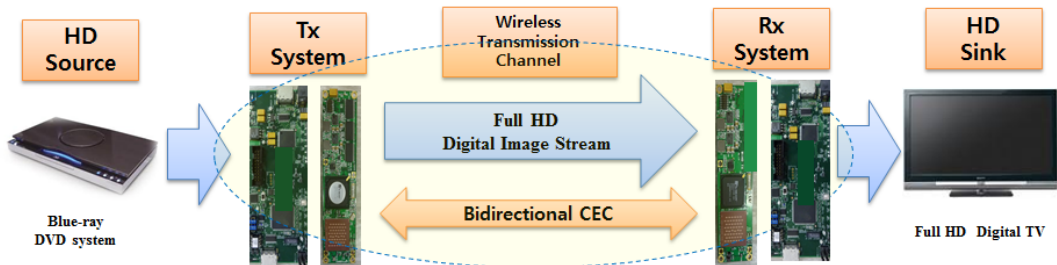 HD
Source
Tx
System
Wireless
Transmission
Channel
Rx
System
HD
Sink
Full HD
Digital Image Stream
Bidirectional CEC
Blue-ray
DVD system
Full HD Digital TV